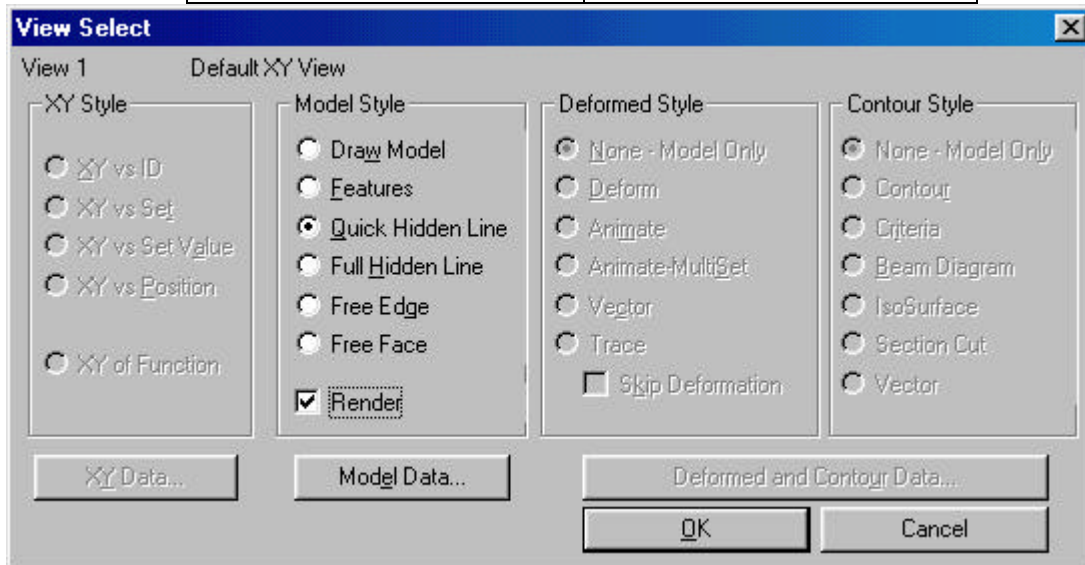 View Select
View 1 Default XY View
XY Style
XY vs ID
XY vs Set
XY vs Set Value
XY vs Position
XY of Function
XY Data...
Model Style
Draw Model
Features
Quick Hidden Line
Full Hidden Line
Free Edge
Free Face
Render
Model Data...
Deformed Style
None - Model Only
Deform
Animate
Animate-MultiSet
Vector
Trace
Skip Deformation
Contour Style
None - Model Only
Contour
Criteria
Beam Diagram
IsoSurface
Section Cut
Vector
Deformed and Contour Data...
OK
Cancel